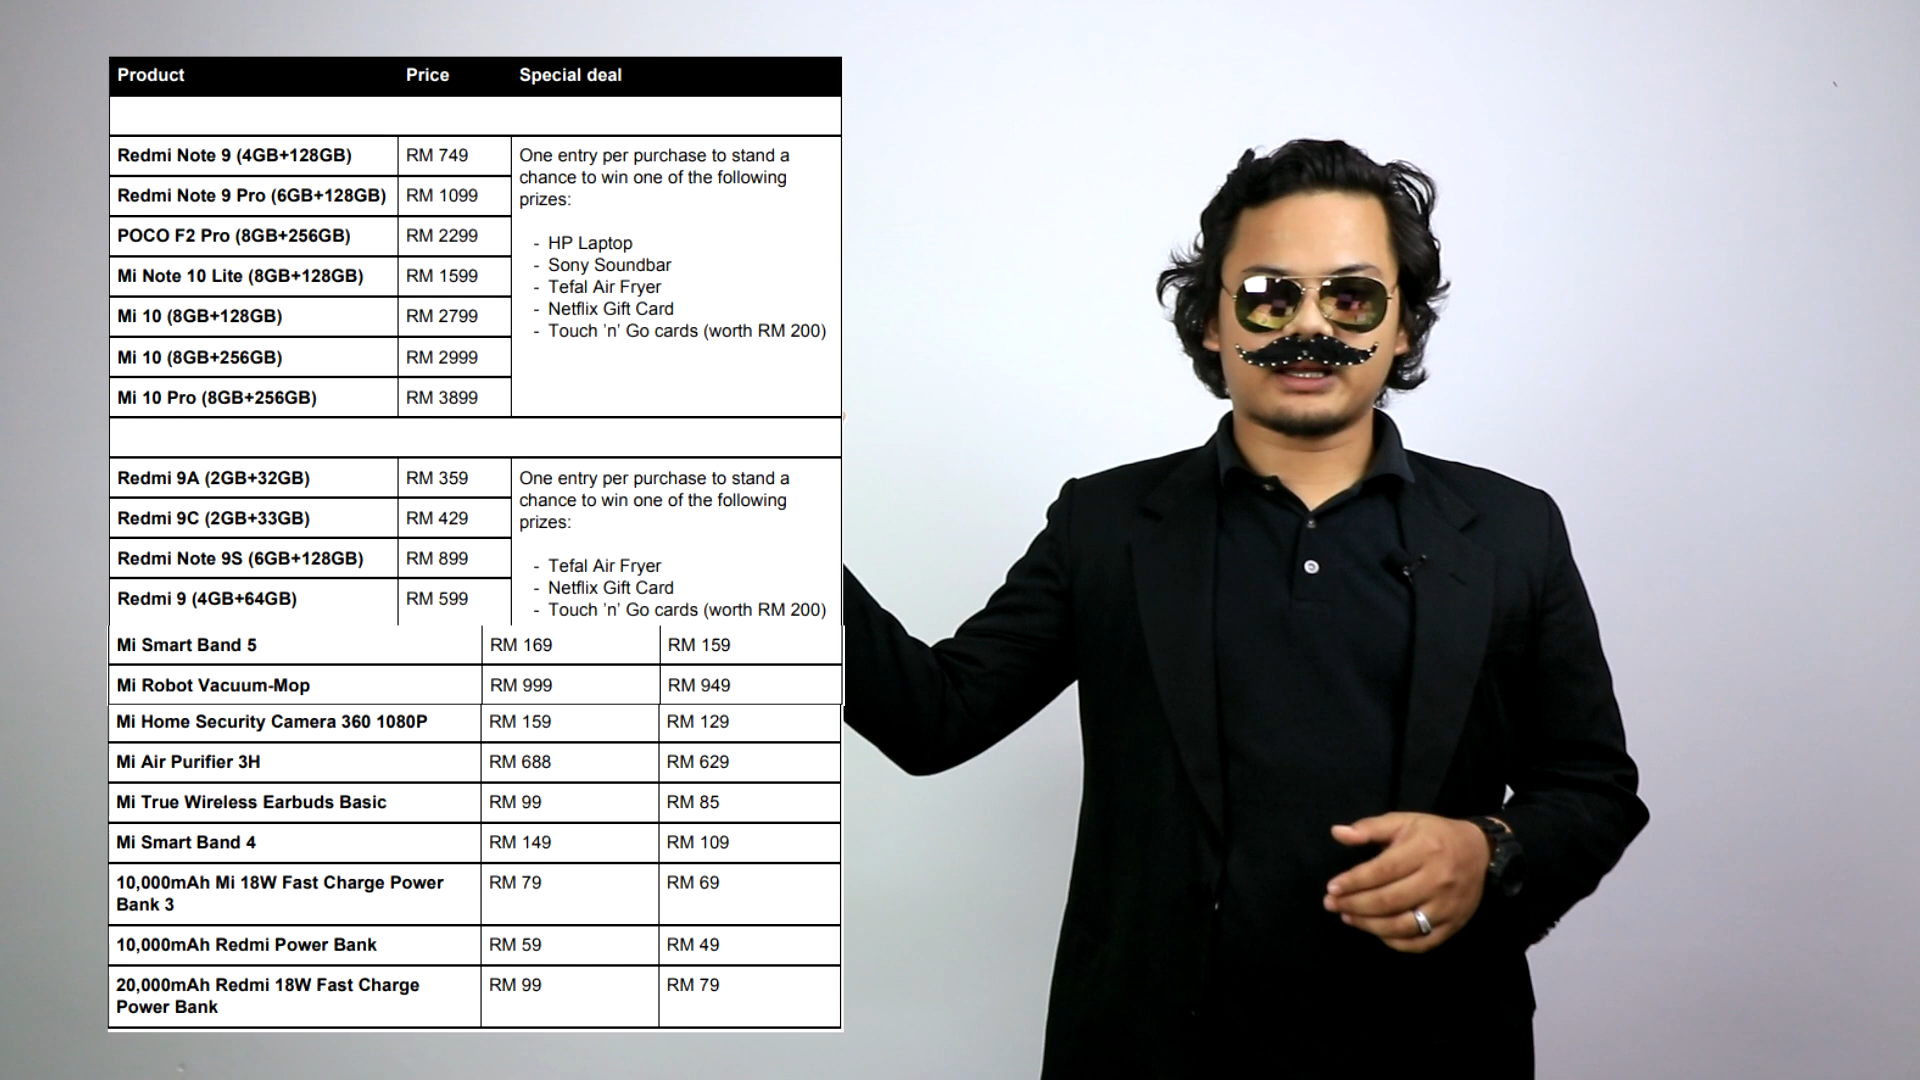 Product Price Special deal
Redmi Note 9 (4GB+128GB) RM 749
Redmi Note 9 Pro (6GB+128GB) RM 1099
POCO F2 Pro (8GB+256GB) RM 2299
Mi Note 10 Lite (8GB+128GB) RM 1599
Mi 10 (8GB+128GB) RM 2799
Mi 10 (8GB+256GB) RM 2999
Mi 10 Pro (8GB+256GB) RM 3899
One entry per purchase to stand a
chance to win one of the following
prizes:
- HP Laptop
- Sony Soundbar
- Tefal Air Fryer
- Netflix Gift Card
- Touch 'n' Go cards (worth RM 200)
Redmi 9A (2GB+32GB) RM 359
Redmi 9C (2GB+33GB) RM 429
Redmi Note 9S (6GB+128GB) RM 899
Redmi 9 (4GB+64GB) RM 599
One entry per purchase to stand a
chance to win one of the following
prizes:
- Tefal Air Fryer
- Netflix Gift Card
- Touch 'n' Go cards (worth RM 200)
Mi Smart Band 5 RM 169 RM 159
Mi Robot Vacuum-Mop RM 999 RM 949
Mi Home Security Camera 360 1080P RM 159 RM 129
Mi Air Purifier 3H RM 688 RM 629
Mi True Wireless Earbuds Basic RM 99 RM 85
Mi Smart Band 4 RM 149 RM 109
10,000mAh Mi 18W Fast Charge Power RM 79 RM 69
Bank 3
10,000mAh Redmi Power Bank RM 59 RM 49
20,000mAh Redmi 18W Fast Charge RM 99 RM 79
Power Bank